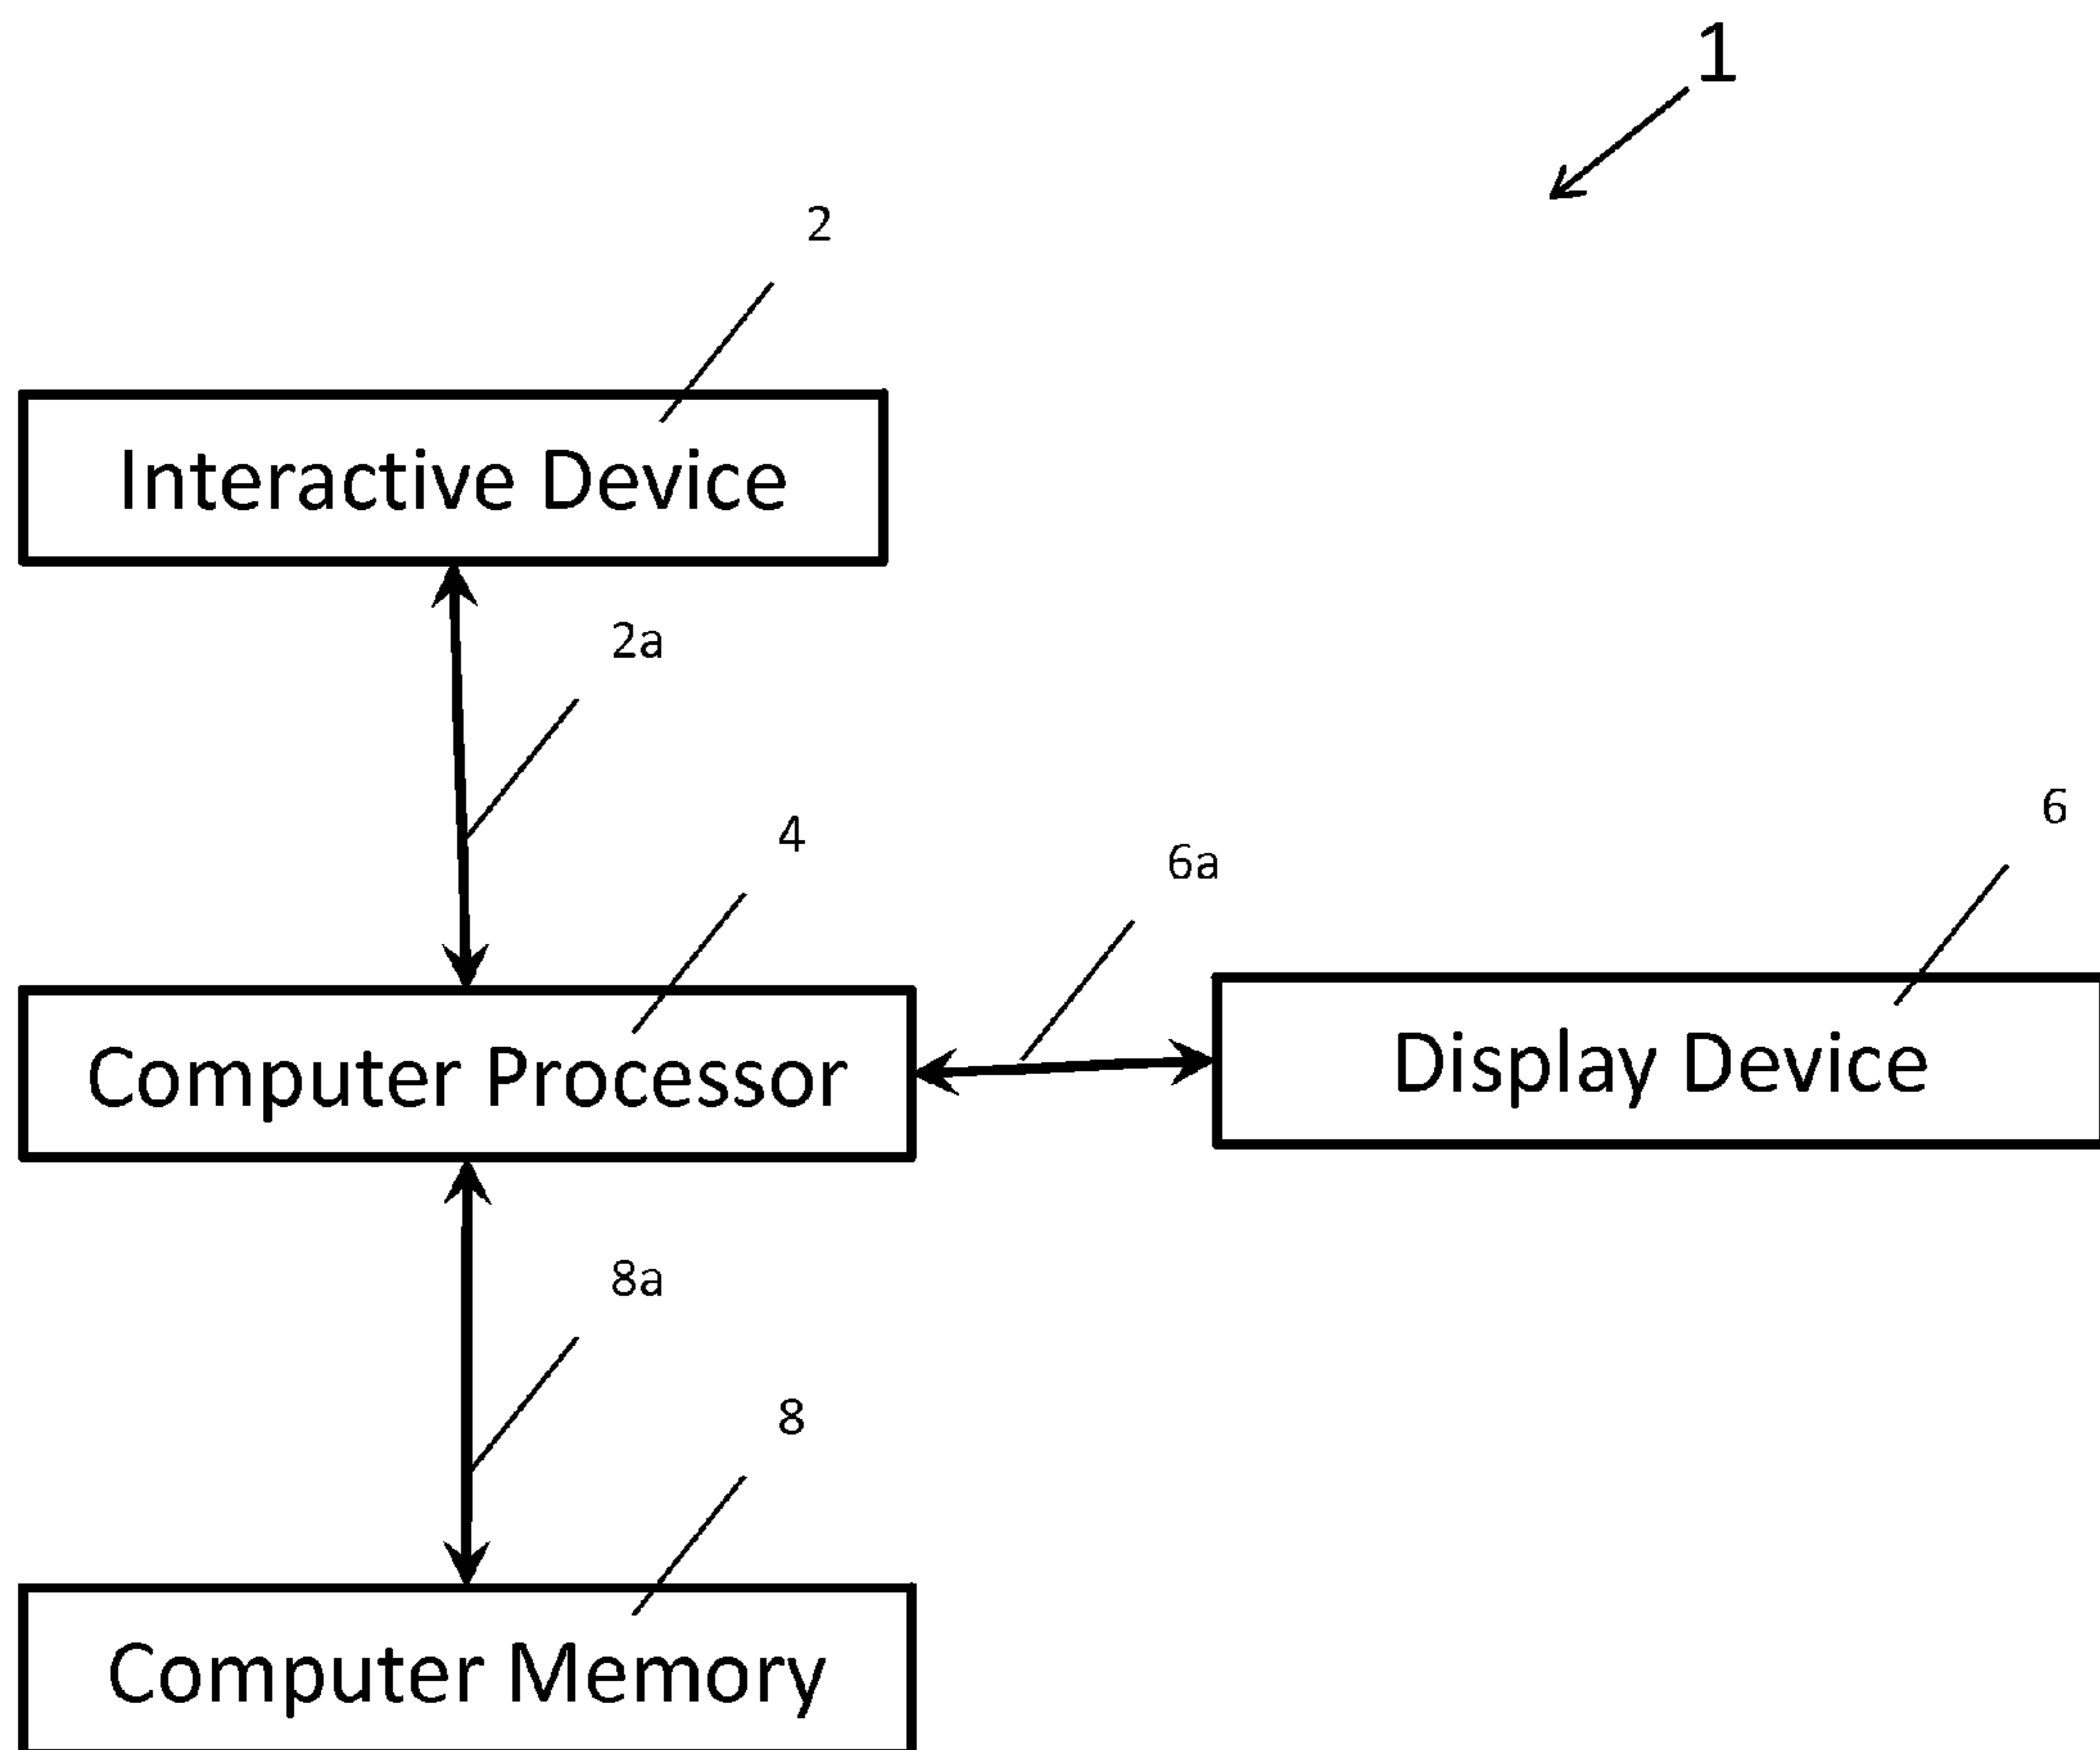 1
2
Interactive Device
2a
4
6a
6
Computer Processor
Display Device
8a
8
Computer Memory